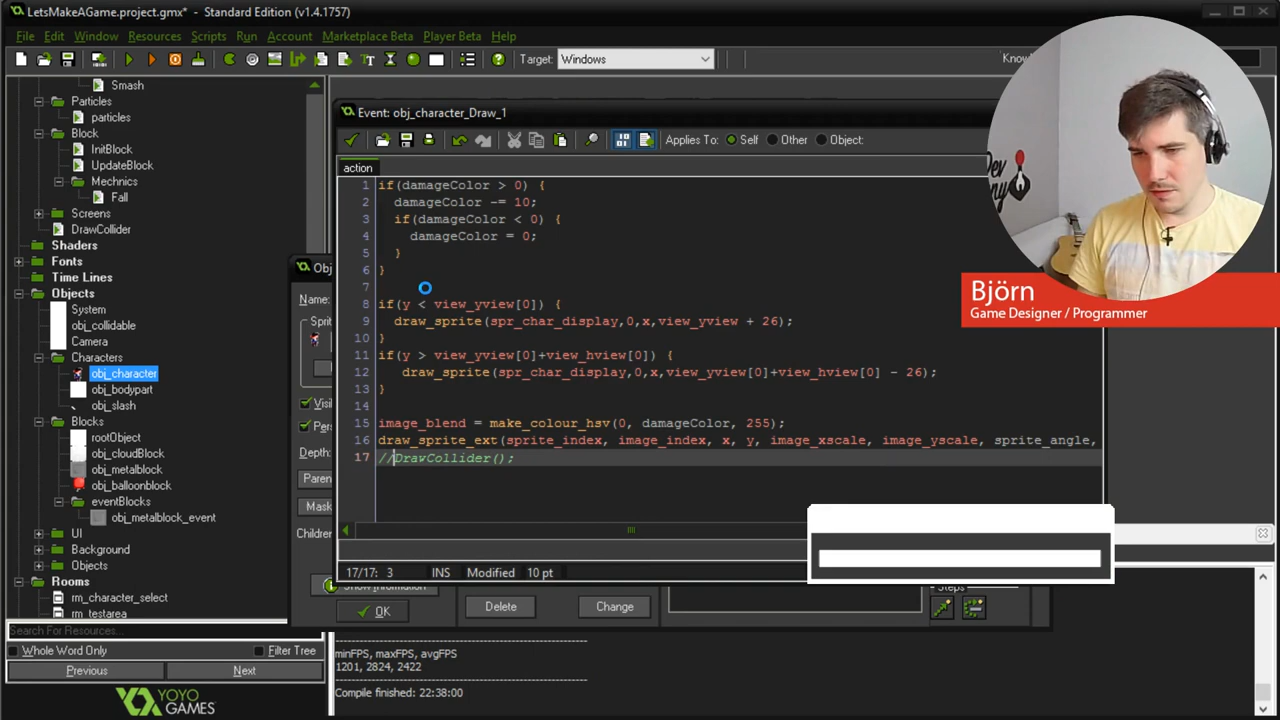 LetsMakeAGame.project.gmx* - Standard Edition (v1.4.1757)
File Edit Window Resources Scripts Run Account Marketplace Beta Player Beta Help
Target: Windows
Smash
Particles
particles
Block
InitBlock
UpdateBlock
Mechnics
Fall
Screens
DrawCollider
Shaders
Fonts
Time Lines
Objects
System
obj_collidable
Camera
Characters
obj_character
obj_bodypart
obj_slash
Blocks
rootObject
obj_cloudBlock
obj_metalblock
obj_balloonblock
eventBlocks
obj_metalblock_event
UI
Background
Objects
Rooms
rm_character_select
rm_testarea
Search For Resources...
Whole Word Only Filter Tree
Previous Next
YOYO
GAMES
Name:
Depth:
Event: obj_character_Draw_1
Applies To: Self Other Object:
action
1 if(damageColor > 0) {
2 damageColor -= 10;
3 if(damageColor < 0) {
4 damageColor = 0;
5 }
6 }
7
8 if(y < view_yview[0]) {
9 draw_sprite(spr_char_display,0,x,view_yview + 26);
10 }
11 if(y > view_yview[0]+view_hview[0]) {
12 draw_sprite(spr_char_display,0,x,view_yview[0]+view_hview[0] - 26);
13 }
14
15 image_blend = make_colour_hsv(0, damageColor, 255);
16 draw_sprite_ext(sprite_index, image_index, x, y, image_xscale, image_yscale, sprite_angle,
17 //DrawCollider();
17/17: 3 INS Modified 10 pt
OK Delete Change
minFPS, maxFPS, avgFPS
1201, 2824, 2422
Compile finished: 22:38:00
Björn
Game Designer / Programmer